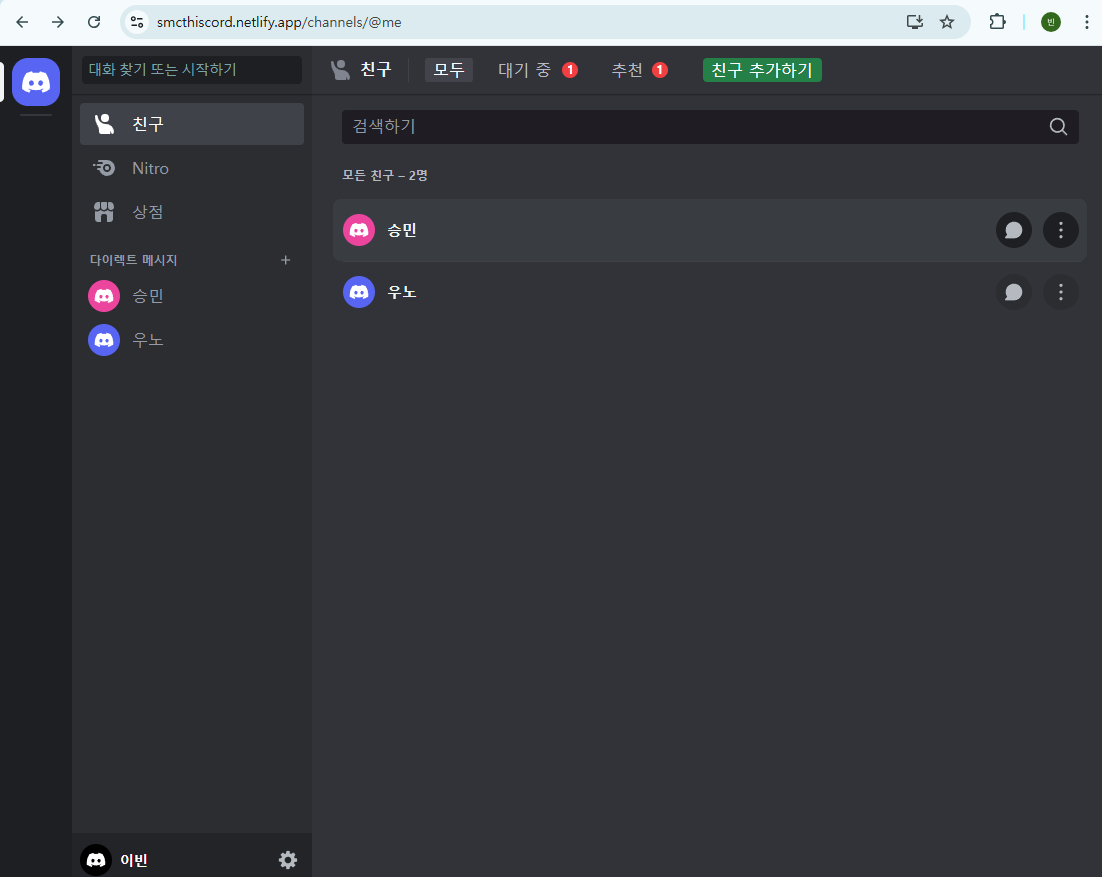 smcthiscord.netlify.app/channels/@me
빈
대화 찾기 또는 시작하기
친구
Nitro
상점
다이렉트 메시지
승민
우노
이빈
친구 모두 대기 중 1 추천 1 친구 추가하기
검색하기
모든 친구 – 2명
승민
우노